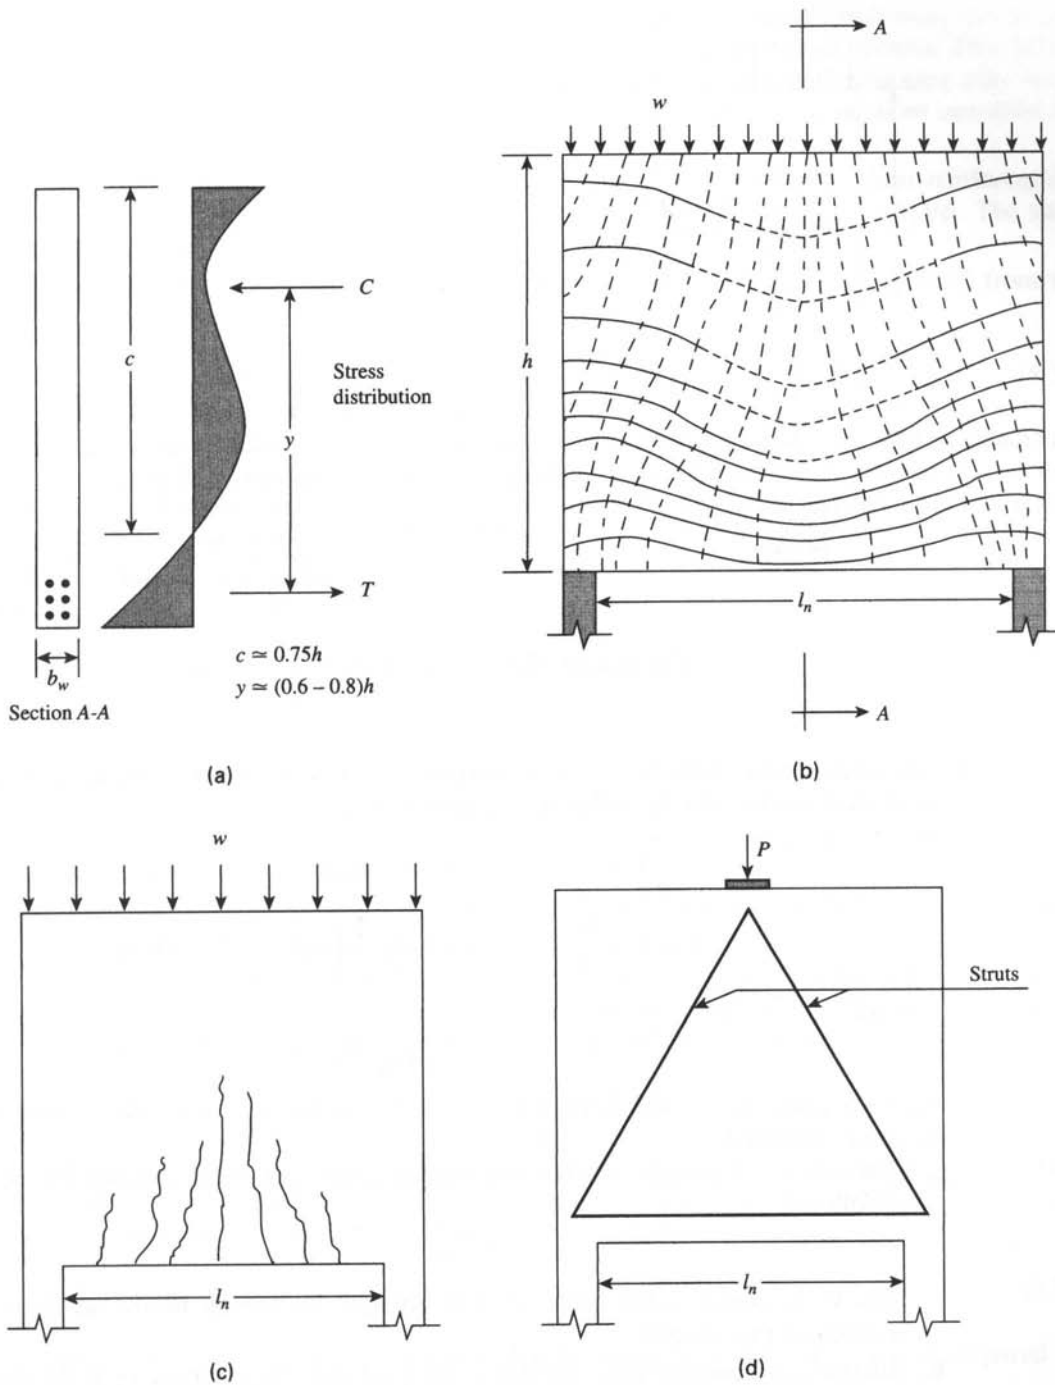 A
w
c
C
y
Stress
distribution
T
b_w
c ≃ 0.75h
y ≃ (0.6 – 0.8)h
Section A-A
(a)
h
l_n
A
(b)
w
l_n
(c)
P
Struts
l_n
(d)